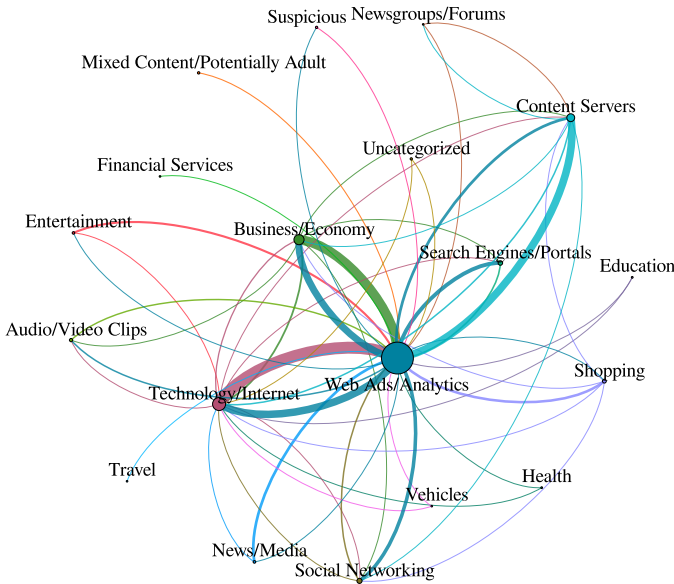 Suspicious
Newsgroups/Forums
Mixed Content/Potentially Adult
Content Servers
Uncategorized
Financial Services
Entertainment
Business/Economy
Search Engines/Portals
Education
Audio/Video Clips
Shopping
Web Ads/Analytics
Technology/Internet
Travel
Health
Vehicles
News/Media
Social Networking